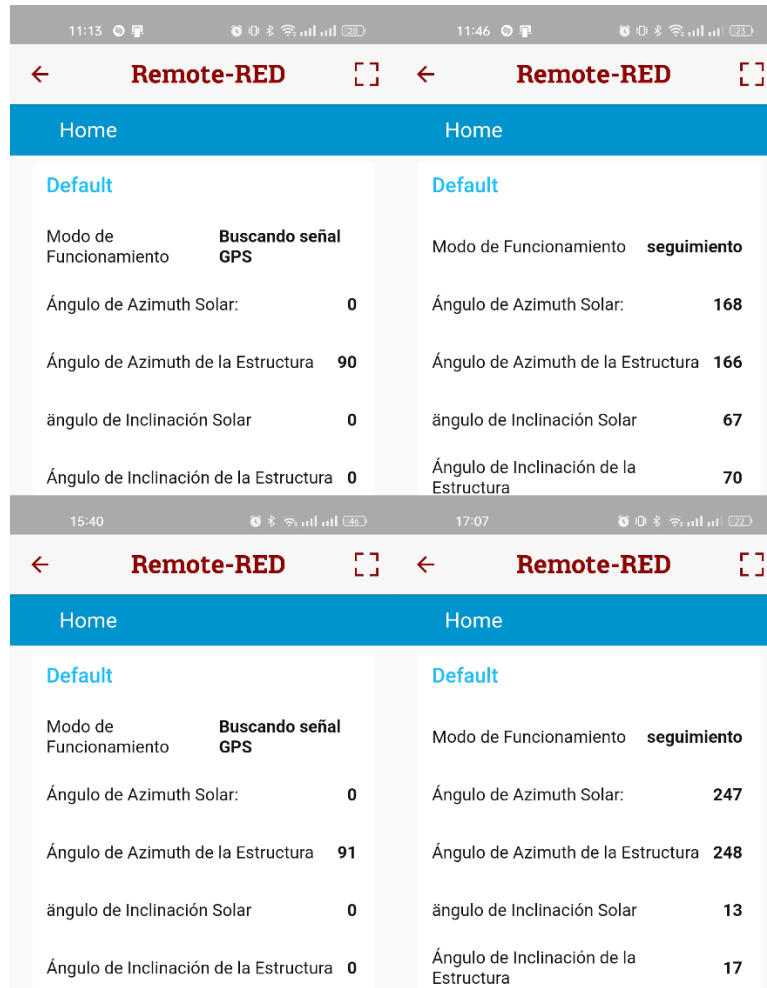 11:13 28
Remote-RED
Home
Default
Modo de
Funcionamiento
Buscando señal
GPS
Ángulo de Azimuth Solar: 0
Ángulo de Azimuth de la Estructura 90
ängulo de Inclinación Solar 0
Ángulo de Inclinación de la Estructura 0
11:46 23
Remote-RED
Home
Default
Modo de Funcionamiento seguimiento
Ángulo de Azimuth Solar: 168
Ángulo de Azimuth de la Estructura 166
ängulo de Inclinación Solar 67
Ángulo de Inclinación de la
Estructura
70
15:40 46
Remote-RED
Home
Default
Modo de
Funcionamiento
Buscando señal
GPS
Ángulo de Azimuth Solar: 0
Ángulo de Azimuth de la Estructura 91
ängulo de Inclinación Solar 0
Ángulo de Inclinación de la Estructura 0
17:07 22
Remote-RED
Home
Default
Modo de Funcionamiento seguimiento
Ángulo de Azimuth Solar: 247
Ángulo de Azimuth de la Estructura 248
ängulo de Inclinación Solar 13
Ángulo de Inclinación de la
Estructura
17